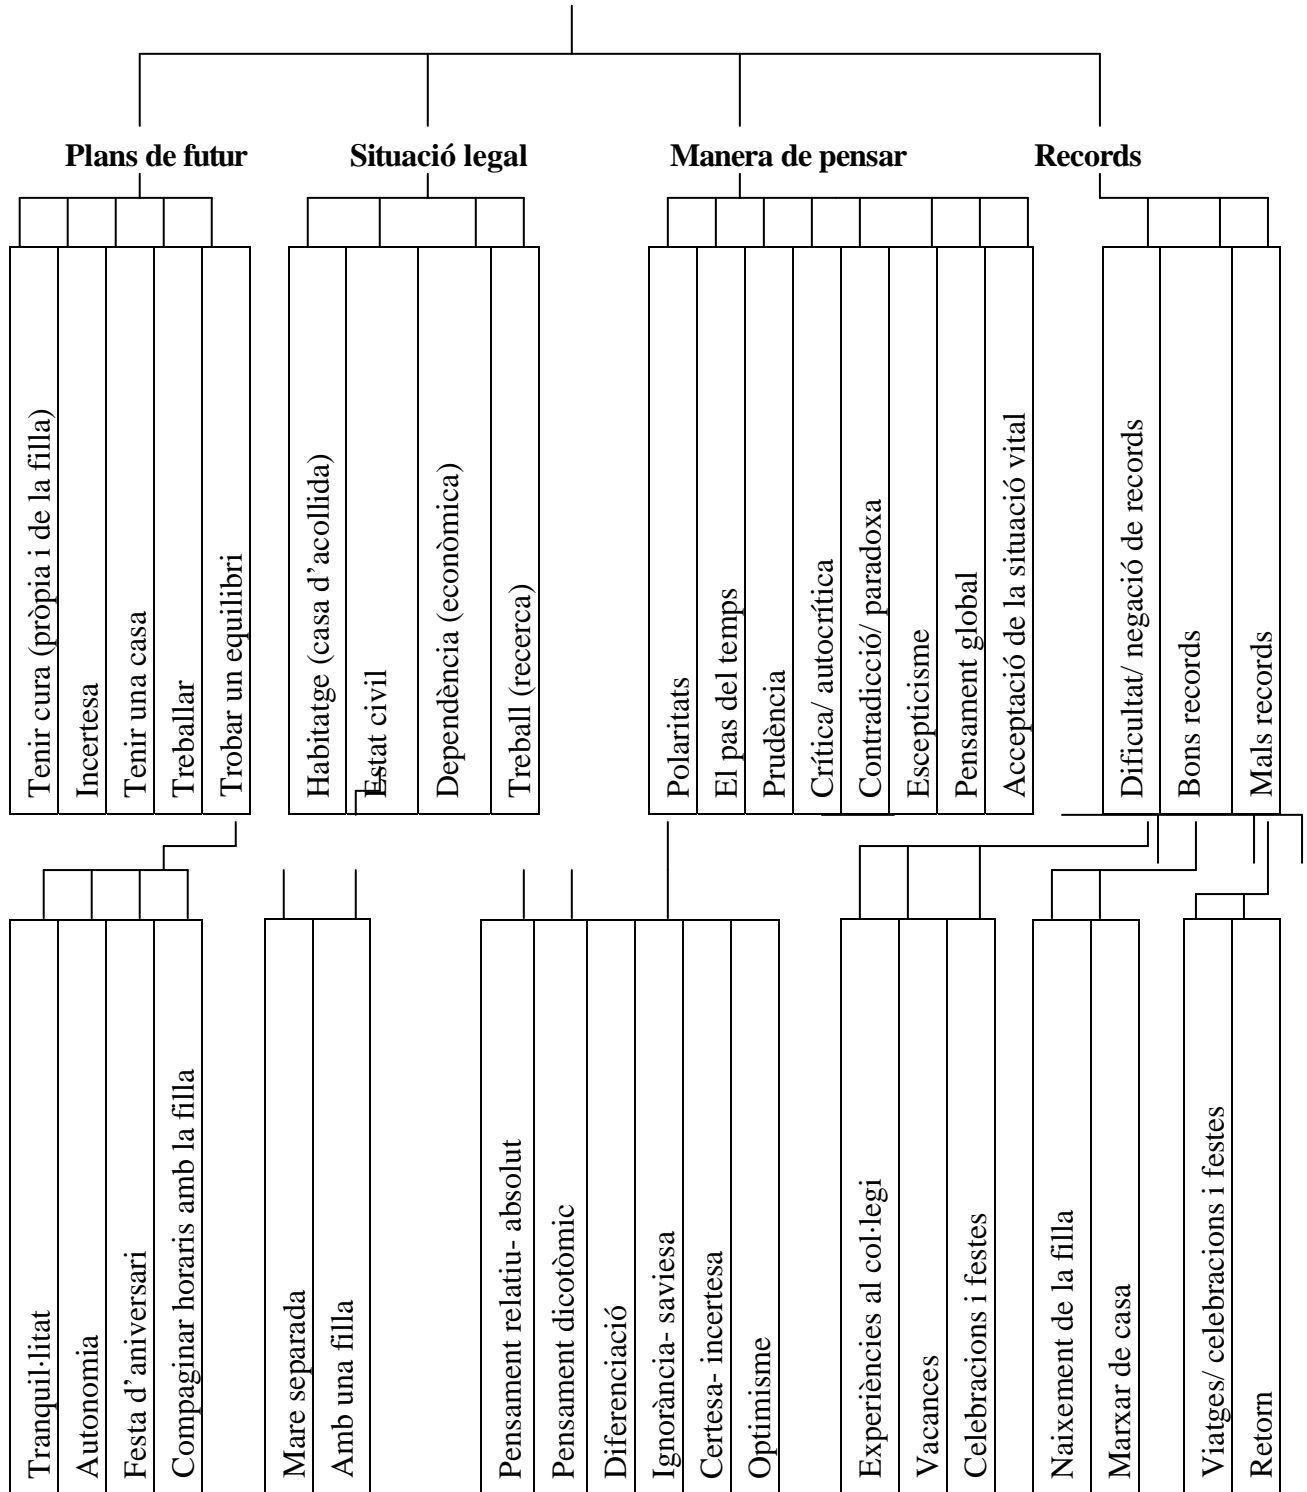 Plans de futur
Situació legal
Manera de pensar
Records
Tenir cura (pròpia i de la filla)
Incertesa
Tenir una casa
Treballar
Trobar un equilibri
Habitatge (casa d’acollida)
Estat civil
Dependència (econòmica)
Treball (recerca)
Polaritats
El pas del temps
Prudència
Crítica/ autocrítica
Contradicció/ paradoxa
Escepticisme
Pensament global
Acceptació de la situació vital
Dificultat/ negació de records
Bons records
Mals records
Tranquil·litat
Autonomia
Festa d’aniversari
Compaginar horaris amb la filla
Mare separada
Amb una filla
Pensament relatiu- absolut
Pensament dicotòmic
Diferenciació
Ignorància- saviesa
Certesa- incertesa
Optimisme
Experiències al col·legi
Vacances
Celebracions i festes
Naixement de la filla
Marxar de casa
Viatges/ celebracions i festes
Retorn